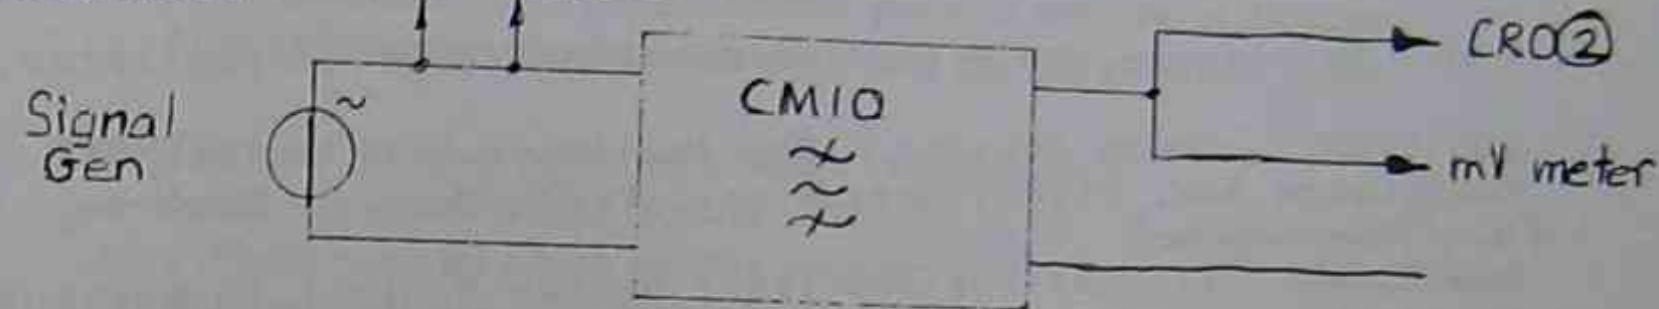 CRO②
CM10
Signal
Gen
~
mV meter